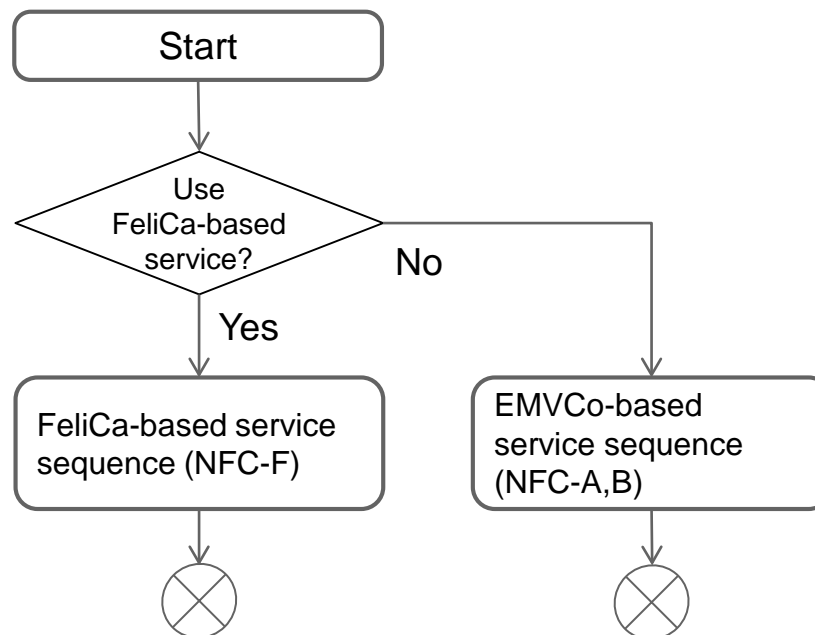 Start
Use
FeliCa-based
service?
No
Yes
FeliCa-based service
sequence (NFC-F)
EMVCo-based
service sequence
(NFC-A,B)